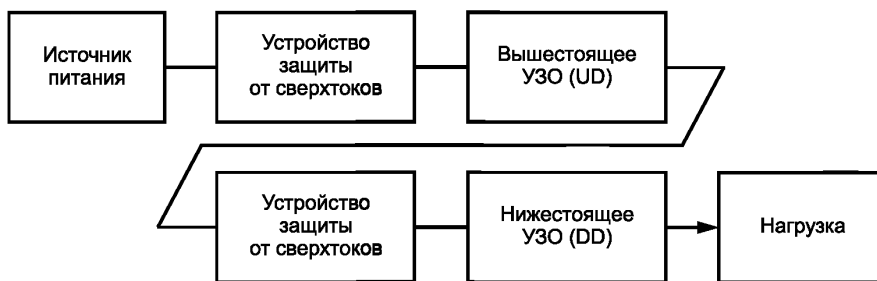 Источник
питания
Устройство
защиты
от сверхтоков
Вышестоящее
УЗО (UD)
Устройство
защиты
от сверхтоков
Нижестоящее
УЗО (DD)
Нагрузка